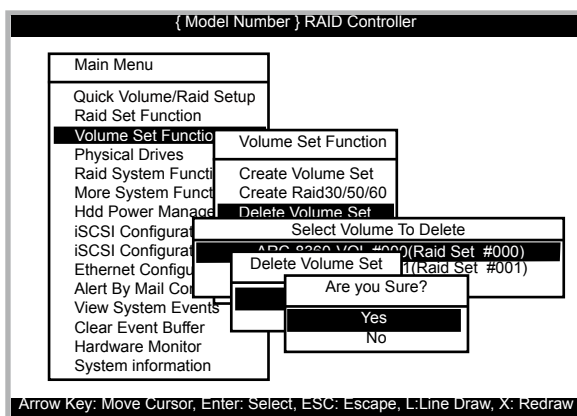 { Model Number } RAID Controller
Main Menu
Quick Volume/Raid Setup
Raid Set Function
Volume Set Functio
Physical Drives
Raid System Functi
More System Funct
Hdd Power Manage
iSCSI Configurat
iSCSI Configurat
Ethernet Configu
Alert By Mail Con
View System Events
Clear Event Buffer
Hardware Monitor
System information
Volume Set Function
Create Volume Set
Create Raid30/50/60
Delete Volume Set
Select Volume To Delete
ARC-8360-VOL #000(Raid Set #000)
1(Raid Set #001)
Delete Volume Set
Are you Sure?
Yes
No
Arrow Key: Move Cursor, Enter: Select, ESC: Escape, L:Line Draw, X: Redraw